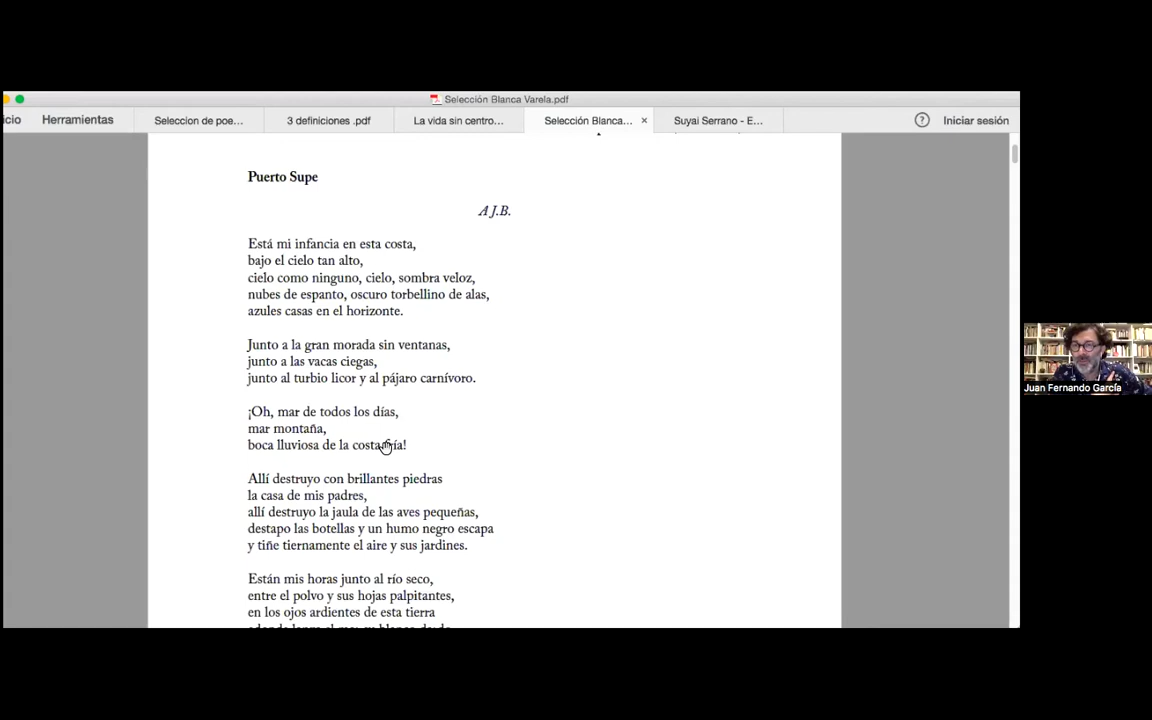 Selección Blanca Varela.pdf
icio
Herramientas
Seleccion de poe...
3 definiciones .pdf
La vida sin centro...
Selección Blanca...
Suyai Serrano - E...
Iniciar sesión
Puerto Supe
A J.B.
Está mi infancia en esta costa,
bajo el cielo tan alto,
cielo como ninguno, cielo, sombra veloz,
nubes de espanto, oscuro torbellino de alas,
azules casas en el horizonte.
Junto a la gran morada sin ventanas,
junto a las vacas ciegas,
junto al turbio licor y al pájaro carnívoro.
¡Oh, mar de todos los días,
mar montaña,
boca lluviosa de la costa fría!
Allí destruyo con brillantes piedras
la casa de mis padres,
allí destruyo la jaula de las aves pequeñas,
destapo las botellas y un humo negro escapa
y tiñe tiernamente el aire y sus jardines.
Están mis horas junto al río seco,
entre el polvo y sus hojas palpitantes,
en los ojos ardientes de esta tierra
Juan Fernando García